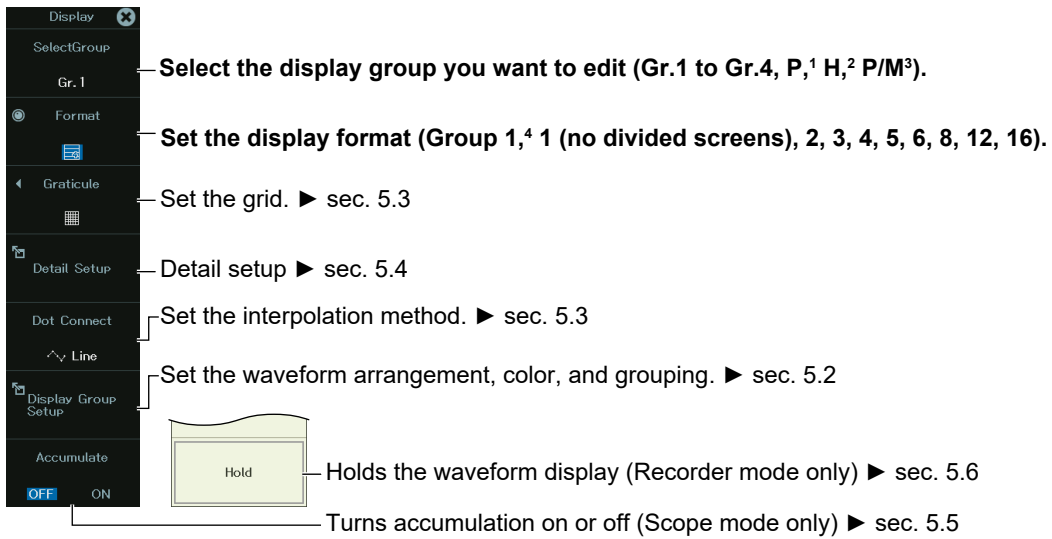 Display
SelectGroup
Gr.1
Select the display group you want to edit (Gr.1 to Gr.4, P,¹ H,² P/M³).
Format
Set the display format (Group 1,⁴ 1 (no divided screens), 2, 3, 4, 5, 6, 8, 12, 16).
Graticule
Set the grid. ► sec. 5.3
Detail Setup
Detail setup ► sec. 5.4
Dot Connect
Line
Set the interpolation method. ► sec. 5.3
Display Group
Setup
Set the waveform arrangement, color, and grouping. ► sec. 5.2
Accumulate
OFF ON
Hold
Holds the waveform display (Recorder mode only) ► sec. 5.6
Turns accumulation on or off (Scope mode only) ► sec. 5.5